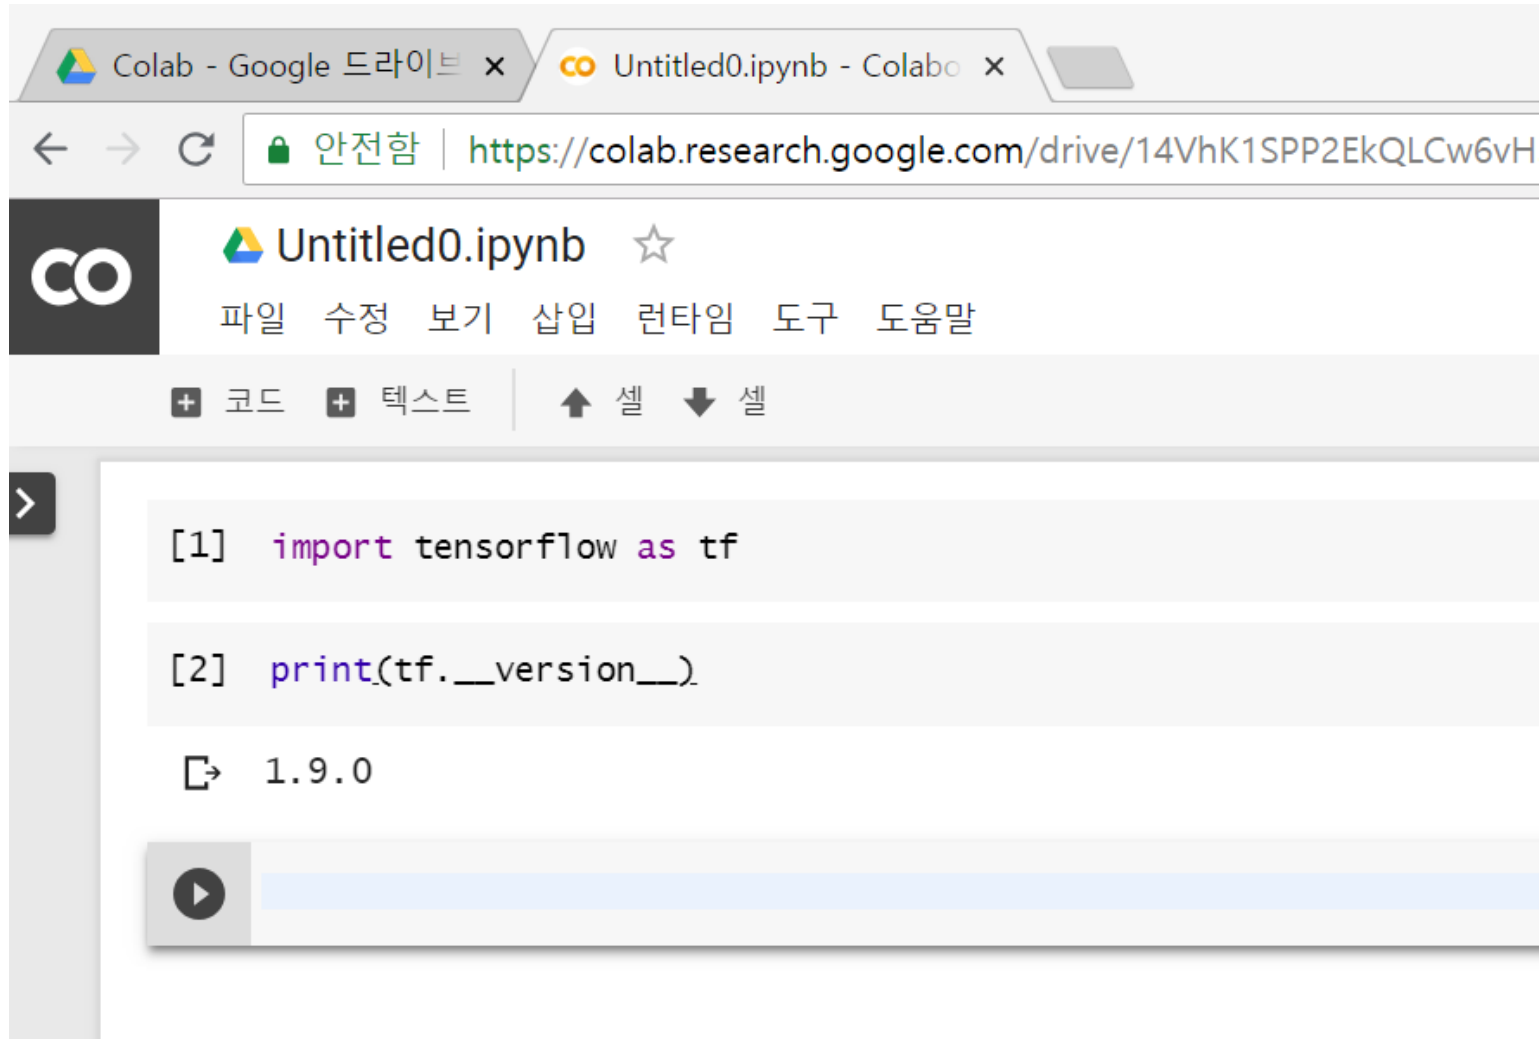 Colab - Google 드라이브
Untitled0.ipynb - Colabo
안전함 https://colab.research.google.com/drive/14VhK1SPP2EkQLCw6vH
CO Untitled0.ipynb
파일 수정 보기 삽입 런타임 도구 도움말
코드 텍스트 셀 셀
[1] import tensorflow as tf
[2] print(tf.__version__)
1.9.0